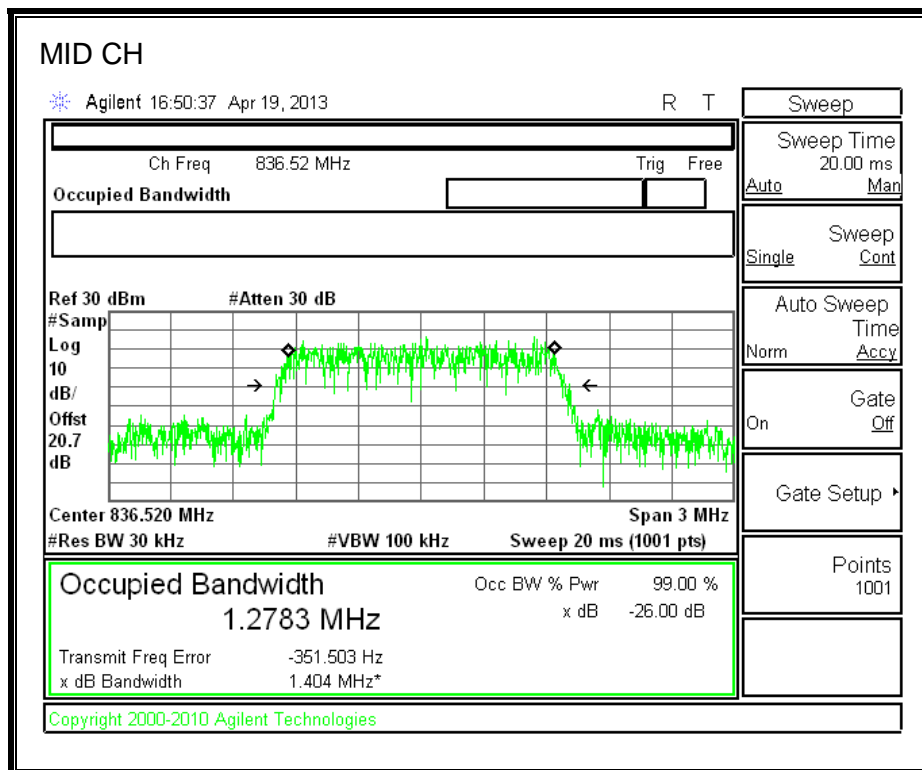 MID CH
Agilent 16:50:37 Apr 19, 2013 R T
Ch Freq 836.52 MHz Trig Free
Occupied Bandwidth
Ref 30 dBm #Atten 30 dB
#Samp
Log
10
dB/
Offst
20.7
dB
Center 836.520 MHz Span 3 MHz
#Res BW 30 kHz #VBW 100 kHz Sweep 20 ms (1001 pts)
Occupied Bandwidth Occ BW % Pwr 99.00 %
1.2783 MHz x dB -26.00 dB
Transmit Freq Error -351.503 Hz
x dB Bandwidth 1.404 MHz*
Copyright 2000-2010 Agilent Technologies
Sweep
Sweep Time
20.00 ms
Auto Man
Sweep
Single Cont
Auto Sweep
Time
Norm Accy
Gate
On Off
Gate Setup
Points
1001